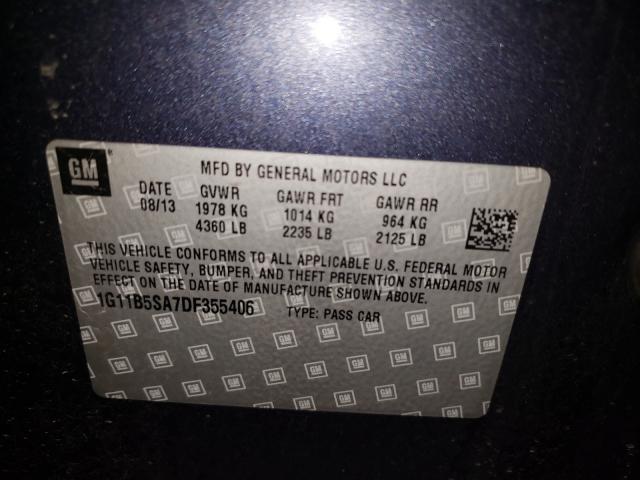 GM ®
MFD BY GENERAL MOTORS LLC
DATE GVWR GAWR FRT GAWR RR
08/13 1978 KG 1014 KG 964 KG
4360 LB 2235 LB 2125 LB
THIS VEHICLE CONFORMS TO ALL APPLICABLE U.S. FEDERAL MOTOR
VEHICLE SAFETY, BUMPER, AND THEFT PREVENTION STANDARDS IN
EFFECT ON THE DATE OF MANUFACTURE SHOWN ABOVE.
1G11B5SA7DF355406 TYPE: PASS CAR